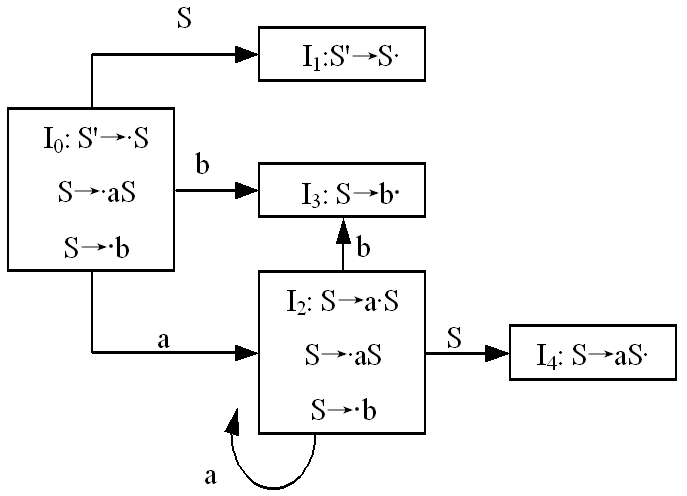 S
I₁:S'→S·
I₀: S'→·S
S→·aS
S→·b
b
I₃: S→b·
b
a
I₂: S→a·S
S→·aS
S→·b
S
I₄: S→aS·
a